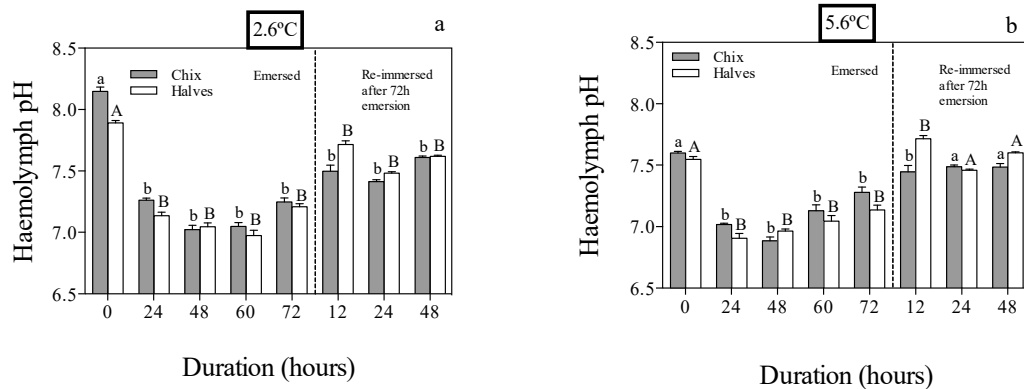 2.6ºC
a
8.5
8.0
7.5
7.0
6.5
Haemolymph pH
Chix
Halves
Emersed
Re-immersed
after 72h
emersion
a
A
b
B
b
B
b
B
b
B
b
B
b
B
b
B
0 24 48 60 72 12 24 48
Duration (hours)
5.6ºC
b
8.5
8.0
7.5
7.0
6.5
Haemolymph pH
Chix
Halves
Emersed
Re-immersed
after 72h
emersion
a
A
b
B
b
B
b
B
b
B
b
B
a
A
a
A
0 24 48 60 72 12 24 48
Duration (hours)